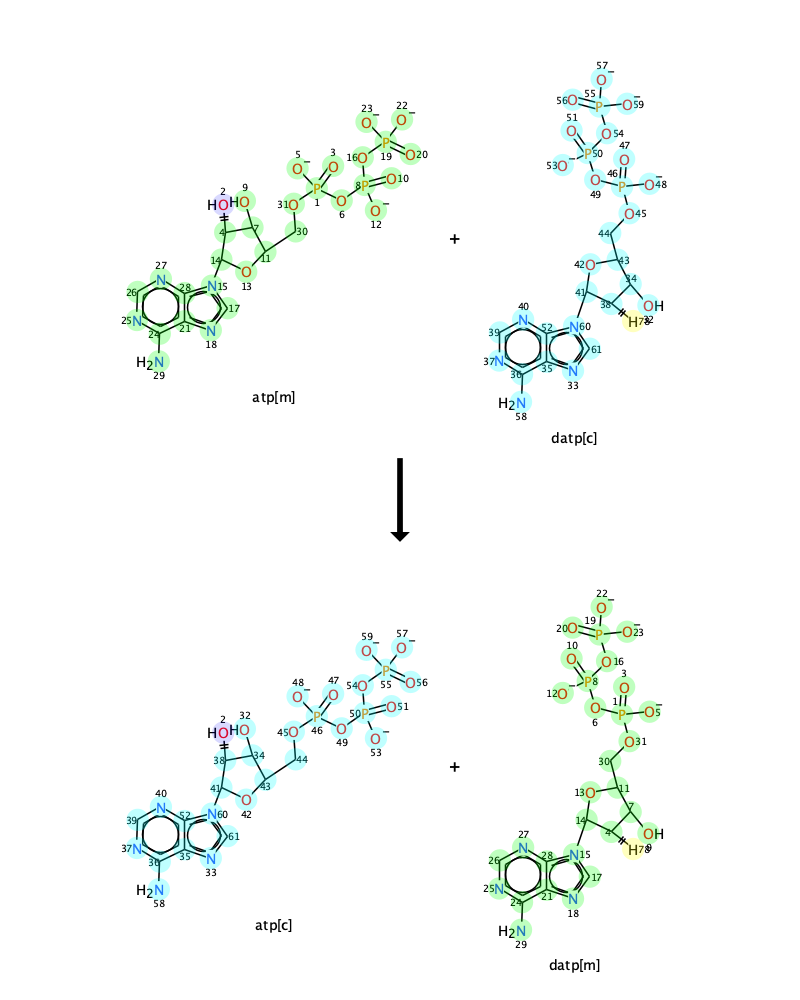 57
O−
55
56 O P O− 59
51
O O 54
23 22
O− O−
53 O− P 50 47
O
5 3
O− O
16 O P O 20
19
46
O P O− 48
49
8 P O 10
2 9
HO HO
31 O P O
1 6
O− 12
O 45
4 7
30
44
+
14 11
O
13
42 O 43
27
N
34
26 28 N 15
41 38
OH
32
H 78
25 N 17
21 N
18
24
40
N
39 52 N 60
H2N
29
37 N 61
36 35 N
33
atp[m]
H2N
58
datp[c]
22
O−
19
20 O P O− 23
10
O O 16
59 57
O− O−
12 O− P 8 3
O
48 47
O− O
54 O P O 56
55
1
O P O− 5
6
50 P O 51
2 32
HO HO
45 O P O
46 49
O− 53
O 31
38 34
44
30
+
41 43
O
42
13 O 11
40
N
7
39 52 N 60
14 4
OH
9
H 78
37 N 61
35 N
33
36
27
N
26 28 N 15
H2N
58
25 N 17
24 21 N
18
atp[c]
H2N
29
datp[m]